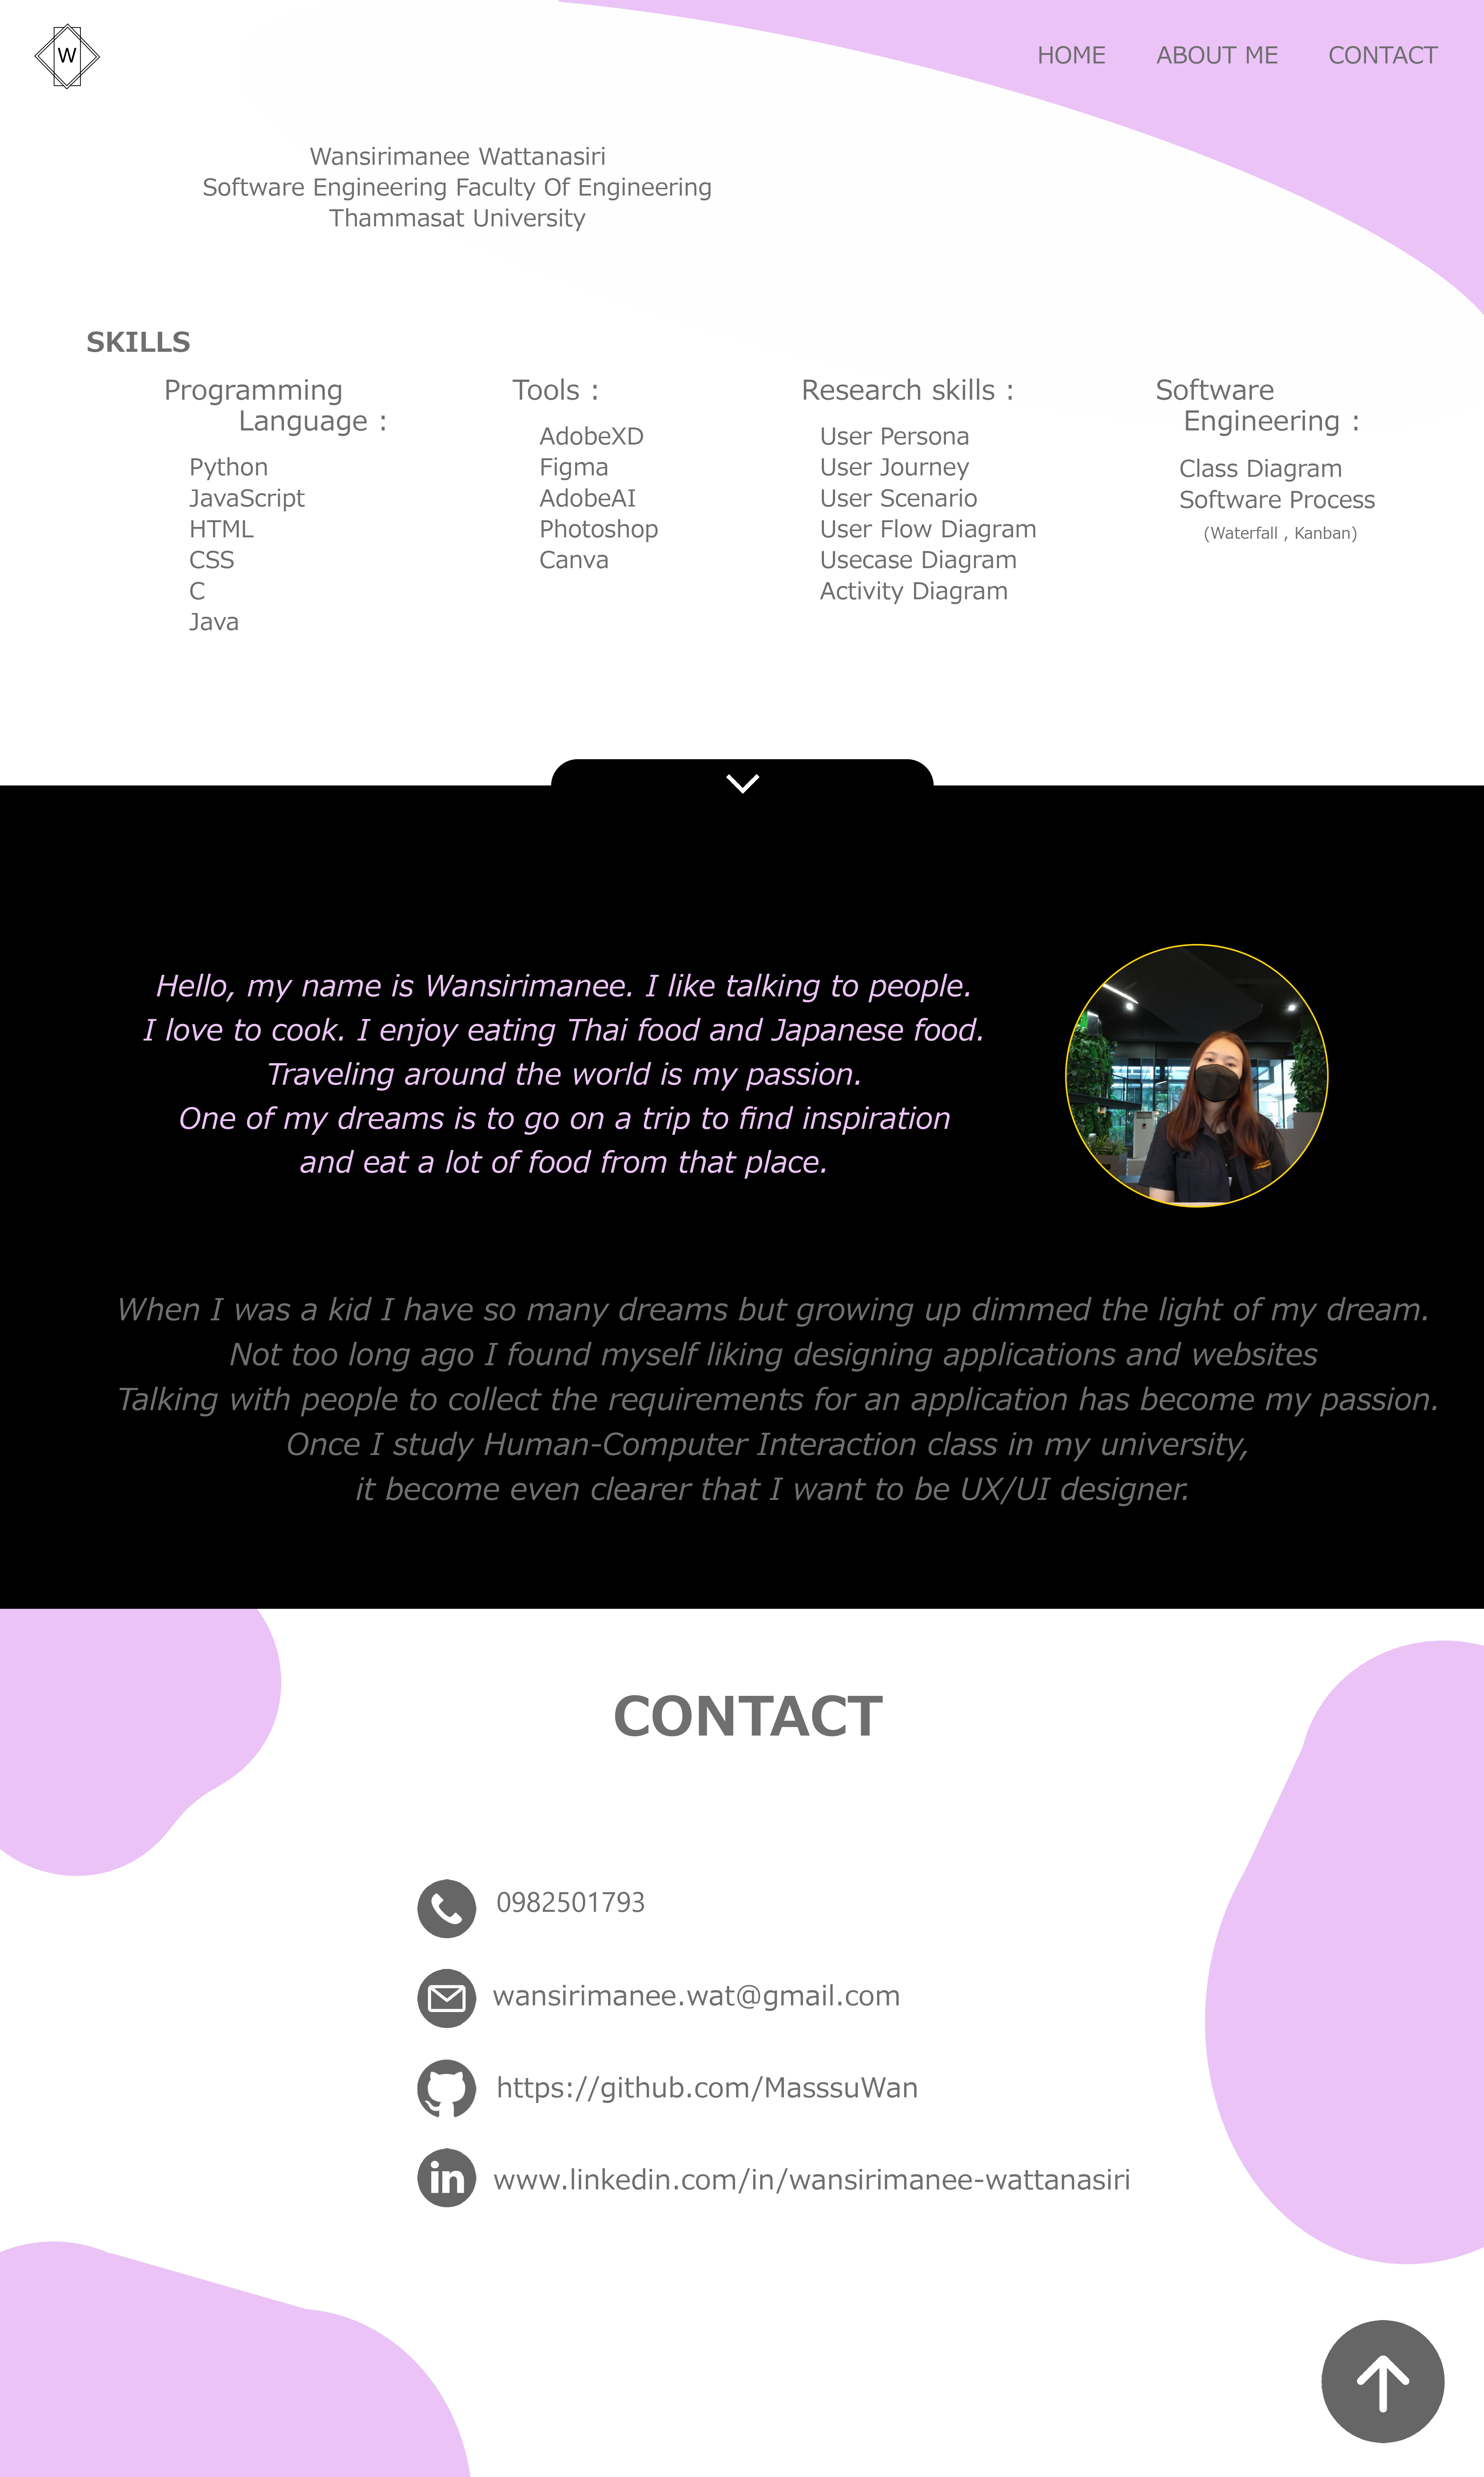 W
HOME ABOUT ME CONTACT
Wansirimanee Wattanasiri
Software Engineering Faculty Of Engineering
Thammasat University
SKILLS
Programming
Language :
Python
JavaScript
HTML
CSS
C
Java
Tools :
AdobeXD
Figma
AdobeAI
Photoshop
Canva
Research skills :
User Persona
User Journey
User Scenario
User Flow Diagram
Usecase Diagram
Activity Diagram
Software
Engineering :
Class Diagram
Software Process
(Waterfall , Kanban)
Hello, my name is Wansirimanee. I like talking to people.
I love to cook. I enjoy eating Thai food and Japanese food.
Traveling around the world is my passion.
One of my dreams is to go on a trip to find inspiration
and eat a lot of food from that place.
When I was a kid I have so many dreams but growing up dimmed the light of my dream.
Not too long ago I found myself liking designing applications and websites
Talking with people to collect the requirements for an application has become my passion.
Once I study Human-Computer Interaction class in my university,
it become even clearer that I want to be UX/UI designer.
CONTACT
0982501793
wansirimanee.wat@gmail.com
https://github.com/MasssuWan
in
www.linkedin.com/in/wansirimanee-wattanasiri